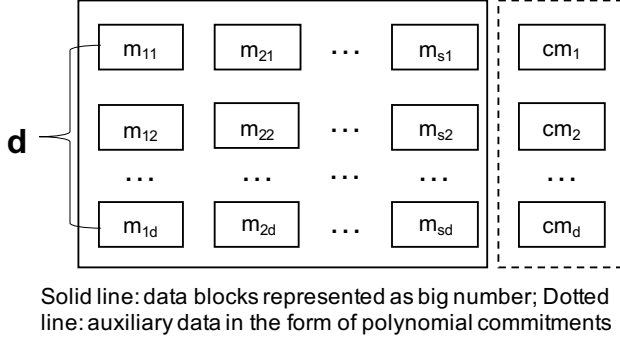 m11 m21 ... ms1 cm1
d
m12 m22 ... ms2 cm2
... ... ... ... ...
m1d m2d ... msd cmd
Solid line: data blocks represented as big number; Dotted
line: auxiliary data in the form of polynomial commitments